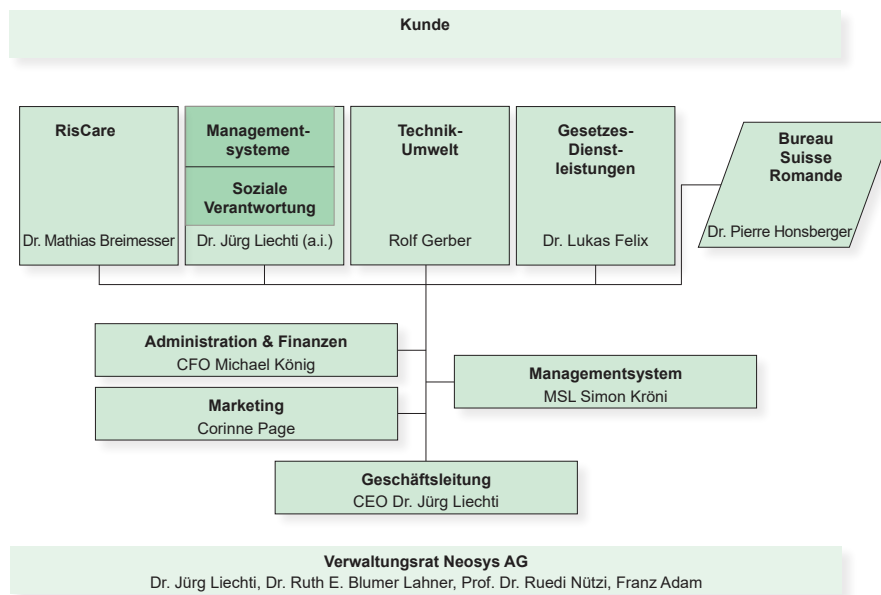 Kunde
RisCare
Dr. Mathias Breimesser
Management-
systeme
Soziale
Verantwortung
Dr. Jürg Liechti (a.i.)
Technik-
Umwelt
Rolf Gerber
Gesetzes-
Dienst-
leistungen
Dr. Lukas Felix
Bureau
Suisse
Romande
Dr. Pierre Honsberger
Administration & Finanzen
CFO Michael König
Managementsystem
MSL Simon Kröni
Marketing
Corinne Page
Geschäftsleitung
CEO Dr. Jürg Liechti
Verwaltungsrat Neosys AG
Dr. Jürg Liechti, Dr. Ruth E. Blumer Lahner, Prof. Dr. Ruedi Nützi, Franz Adam